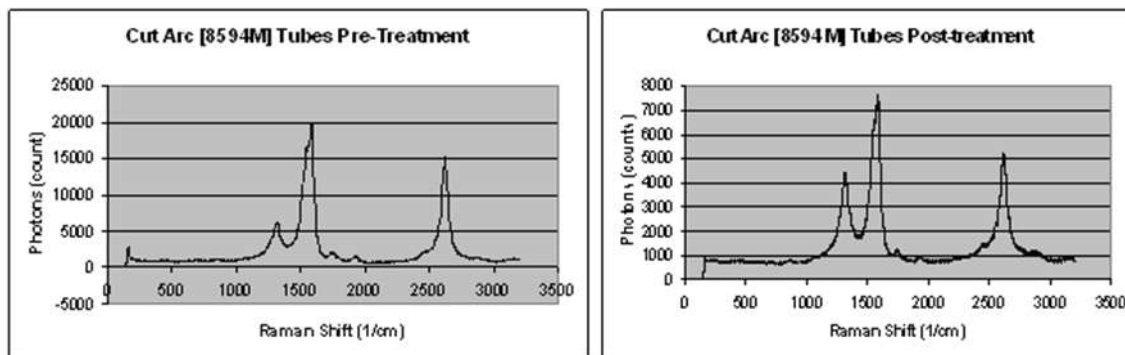 Cut Arc [8594M] Tubes Pre-Treatment
25000
20000
15000
10000
5000
0
-5000
Photons (count)
0 500 1000 1500 2000 2500 3000 3500
Raman Shift (1/cm)
Cut Arc [8594M] Tubes Post-treatment
8000
7000
6000
5000
4000
3000
2000
1000
0
Photons (counts)
0 500 1000 1500 2000 2500 3000 3500
Raman Shift (1/cm)